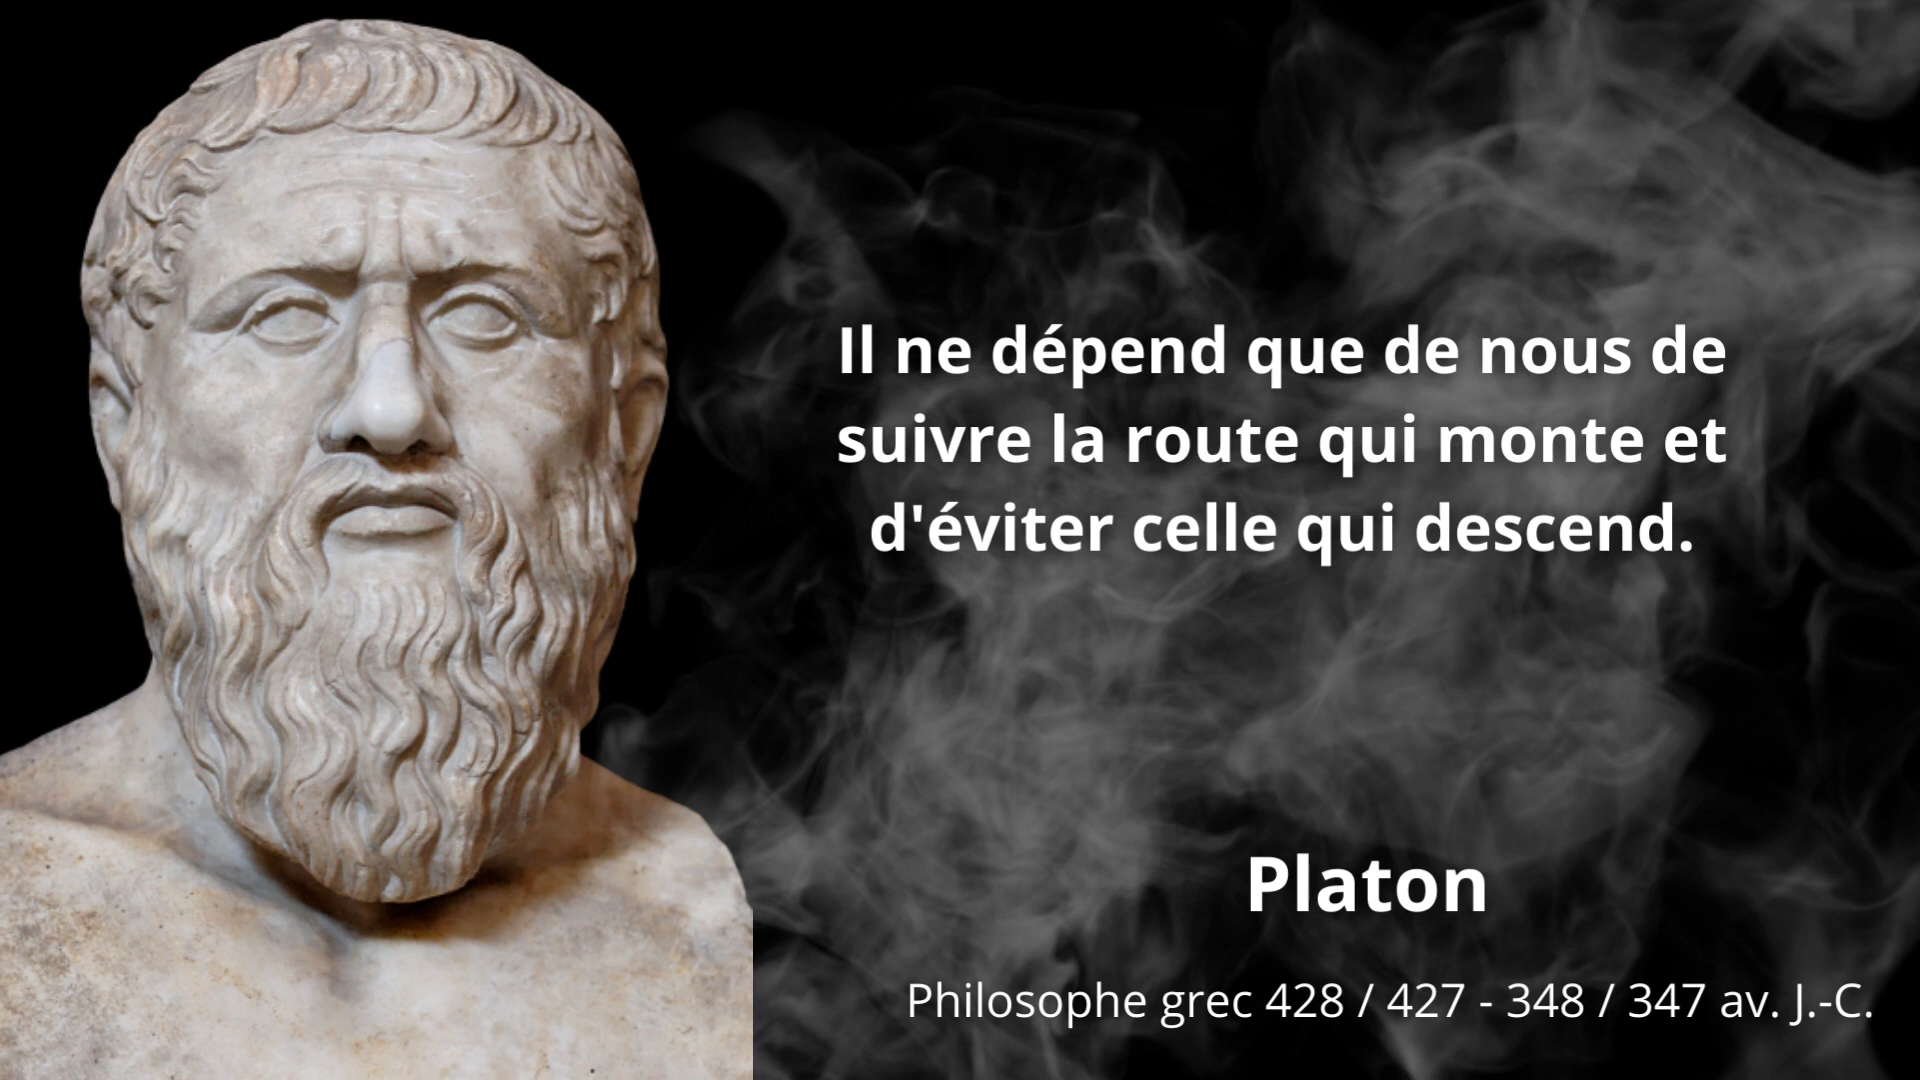 Il ne dépend que de nous de
suivre la route qui monte et
d'éviter celle qui descend.
Platon
Philosophe grec 428 / 427 - 348 / 347 av. J.-C.